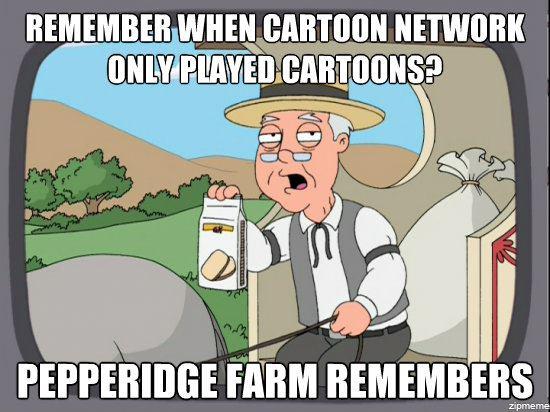 REMEMBER WHEN CARTOON NETWORK
ONLY PLAYED CARTOONS?
PEPPERIDGE FARM REMEMBERS
zipmeme